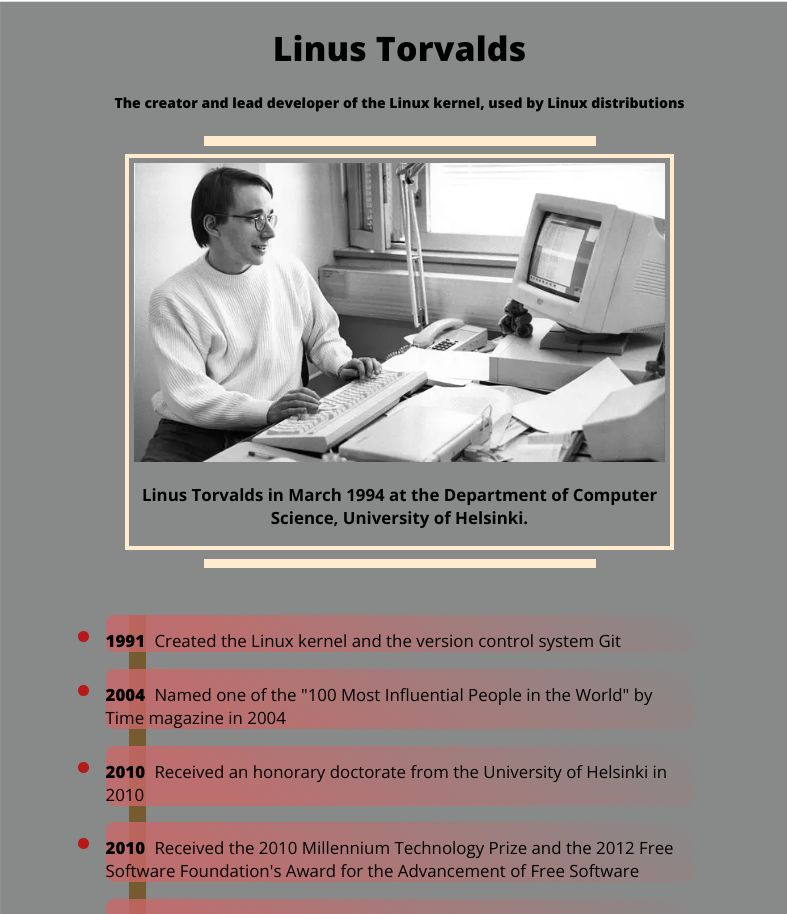 Linus Torvalds
The creator and lead developer of the Linux kernel, used by Linux distributions
Linus Torvalds in March 1994 at the Department of Computer
Science, University of Helsinki.
1991 Created the Linux kernel and the version control system Git
2004 Named one of the "100 Most Influential People in the World" by
Time magazine in 2004
2010 Received an honorary doctorate from the University of Helsinki in
2010
2010 Received the 2010 Millennium Technology Prize and the 2012 Free
Software Foundation's Award for the Advancement of Free Software